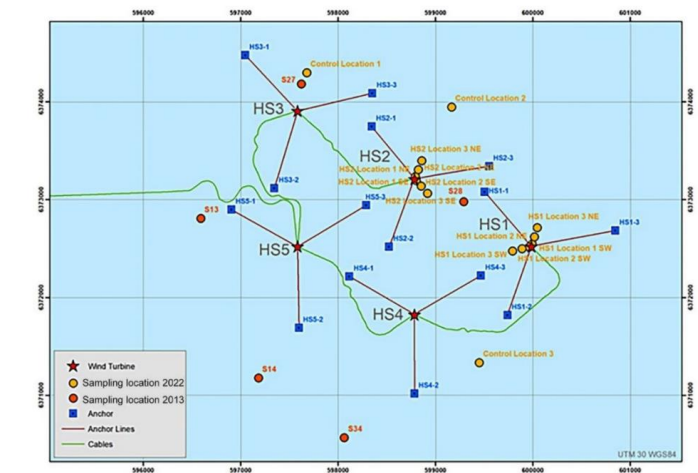 596000 597000 598000 599000 600000 601000
HS3-1
Control Location 1
S27
HS3-3
6374000
HS3
Control Location 2
HS2-1
HS2
HS2 Location 3 NE
HS2-3
HS2 Location 1 NE
HS2 Location 2
HS2 Location 1 SE
HS2 Location 2 SE
HS3-2
HS1-1
6373000
HS2 Location 3 SE
S28
HS5-1
HS5-3
S13
HS1
HS1 Location 3 NE
HS1-3
HS1 Location 2 NE
HS5
HS2-2
HS1 Location 1 SW
HS1 Location 3 SW
HS1 Location 2 SW
HS4-1
HS4-3
6372000
HS4
HS1-2
HS5-2
Control Location 3
Wind Turbine
Sampling location 2022
Sampling location 2013
Anchor
Anchor Lines
Cables
S14
HS4-2
6371000
S34
UTM 30 WGS84
596000 597000 598000 599000 600000 601000